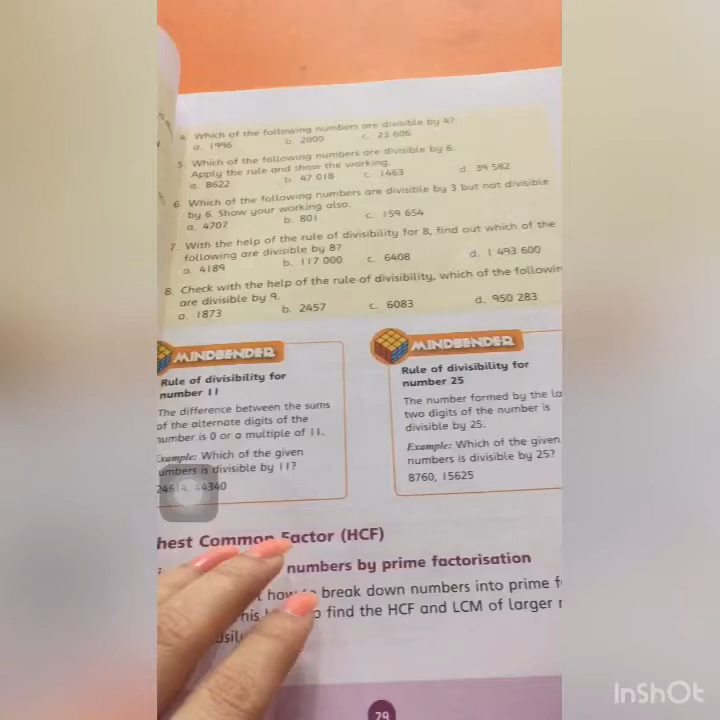 4. Which of the following numbers are divisible by 4?
a. 1996 b. 2000 c. 25 606
5. Which of the following numbers are divisible by 6.
Apply the rule and show the working.
a. 8622 b. 47 018 c. 1463 d. 39 582
6. Which of the following numbers are divisible by 3 but not divisible
by 6. Show your working also.
a. 4707 b. 801 c. 159 654
7. With the help of the rule of divisibility for 8, find out which of the
following are divisible by 8?
a. 4189 b. 117 000 c. 6408 d. 1 493 600
8. Check with the help of the rule of divisibility, which of the followin
are divisible by 9.
a. 1873 b. 2457 c. 6083 d. 950 283
MINDBENDER
Rule of divisibility for
number 11
The difference between the sums
of the alternate digits of the
number is 0 or a multiple of 11.
Example: Which of the given
numbers is divisible by 11?
24614, 44340
MINDBENDER
Rule of divisibility for
number 25
The number formed by the la
two digits of the number is
divisible by 25.
Example: Which of the given
numbers is divisible by 25?
8760, 15625
hest Common Factor (HCF)
numbers by prime factorisation
how to break down numbers into prime f
his find the HCF and LCM of larger
29
InShOt